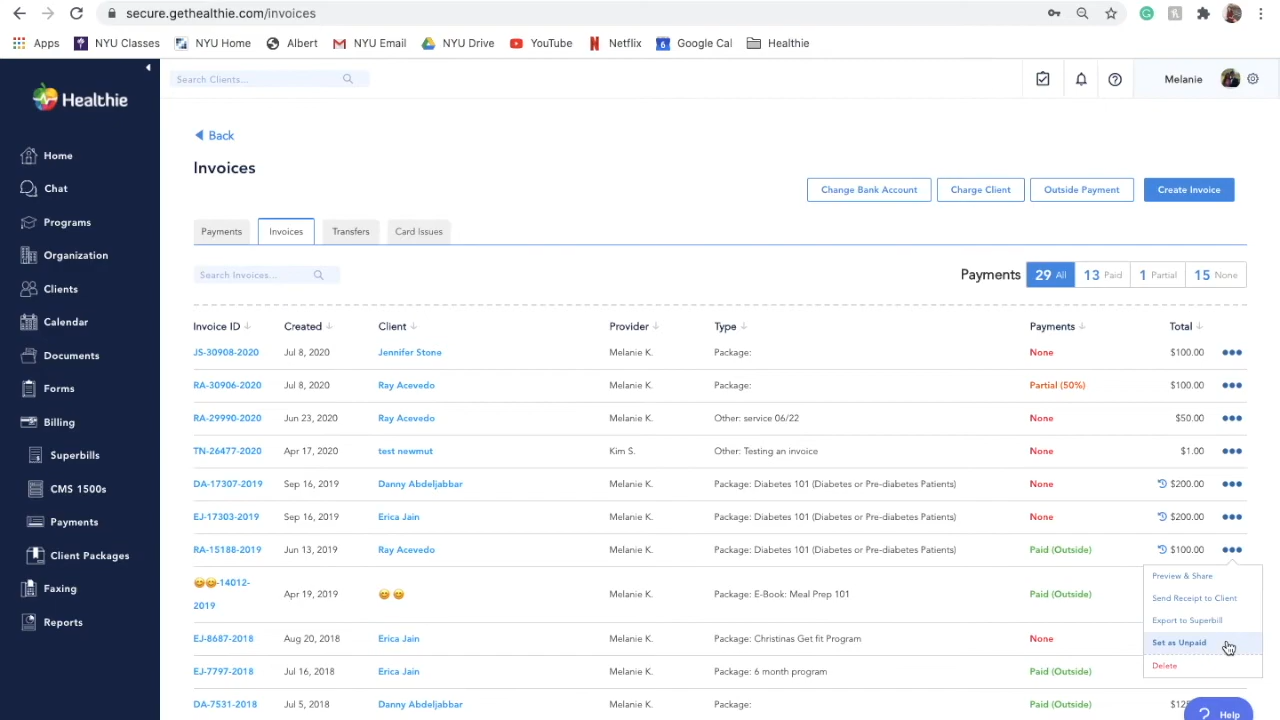 secure.gethealthie.com/invoices
Apps NYU Classes NYU Home Albert NYU Email NYU Drive YouTube Netflix Google Cal Healthie
Healthie
Home
Chat
Programs
Organization
Clients
Calendar
Documents
Forms
Billing
Superbills
CMS 1500s
Payments
Client Packages
Faxing
Reports
Search Clients...
Melanie
Back
Invoices
Change Bank Account Charge Client Outside Payment Create Invoice
Payments Invoices Transfers Card Issues
Search Invoices... Payments 29 All 13 Paid 1 Partial 15 None
Invoice ID Created Client Provider Type Payments Total
JS-30908-2020 Jul 8, 2020 Jennifer Stone Melanie K. Package: None $100.00
RA-30906-2020 Jul 8, 2020 Ray Acevedo Melanie K. Package: Partial (50%) $100.00
RA-29990-2020 Jun 23, 2020 Ray Acevedo Melanie K. Other: service 06/22 None $50.00
TN-26477-2020 Apr 17, 2020 test newmut Kim S. Other: Testing an invoice None $1.00
DA-17307-2019 Sep 16, 2019 Danny Abdeljabbar Melanie K. Package: Diabetes 101 (Diabetes or Pre-diabetes Patients) None $200.00
EJ-17303-2019 Sep 16, 2019 Erica Jain Melanie K. Package: Diabetes 101 (Diabetes or Pre-diabetes Patients) None $200.00
RA-15188-2019 Jun 13, 2019 Ray Acevedo Melanie K. Package: Diabetes 101 (Diabetes or Pre-diabetes Patients) Paid (Outside) $100.00
😊😊-14012-
2019 Apr 19, 2019 😊 😊 Melanie K. Package: E-Book: Meal Prep 101 Paid (Outside)
EJ-8687-2018 Aug 20, 2018 Erica Jain Melanie K. Package: Christinas Get fit Program None
EJ-7797-2018 Jul 16, 2018 Erica Jain Melanie K. Package: 6 month program Paid (Outside)
DA-7531-2018 Jul 5, 2018 Danny Abdeljabbar Melanie K. Package: Paid (Outside)
Preview & Share
Send Receipt to Client
Export to Superbill
Set as Unpaid
Delete
Help